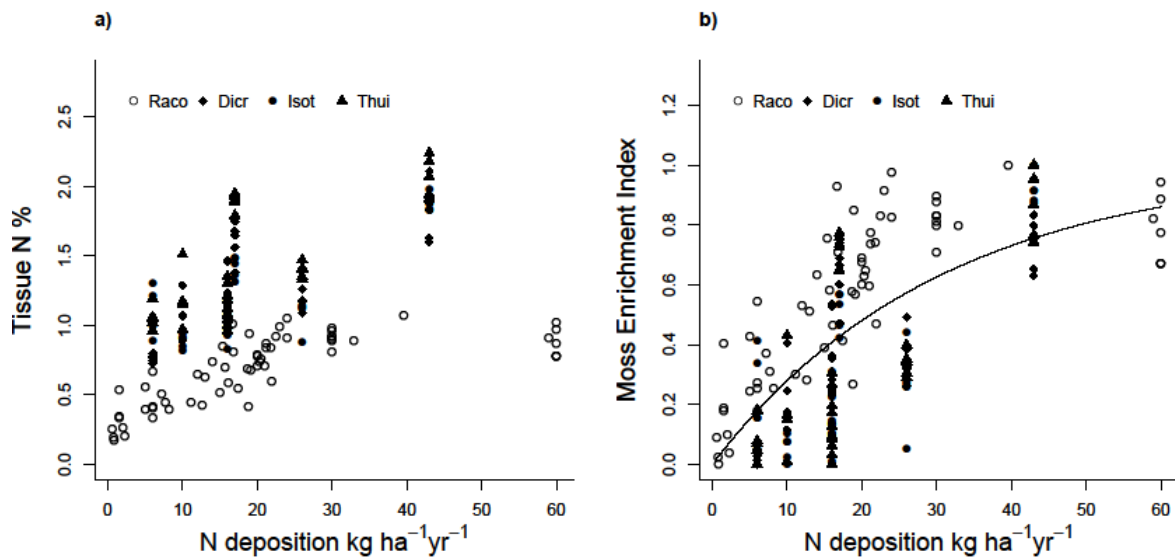 a)
Raco Dicr Isot Thui
Tissue N %
2.5
2.0
1.5
1.0
0.5
0.0
0 10 20 30 40 50 60
N deposition kg ha⁻¹yr⁻¹
b)
Raco Dicr Isot Thui
Moss Enrichment Index
1.2
1.0
0.8
0.6
0.4
0.2
0.0
0 10 20 30 40 50 60
N deposition kg ha⁻¹yr⁻¹